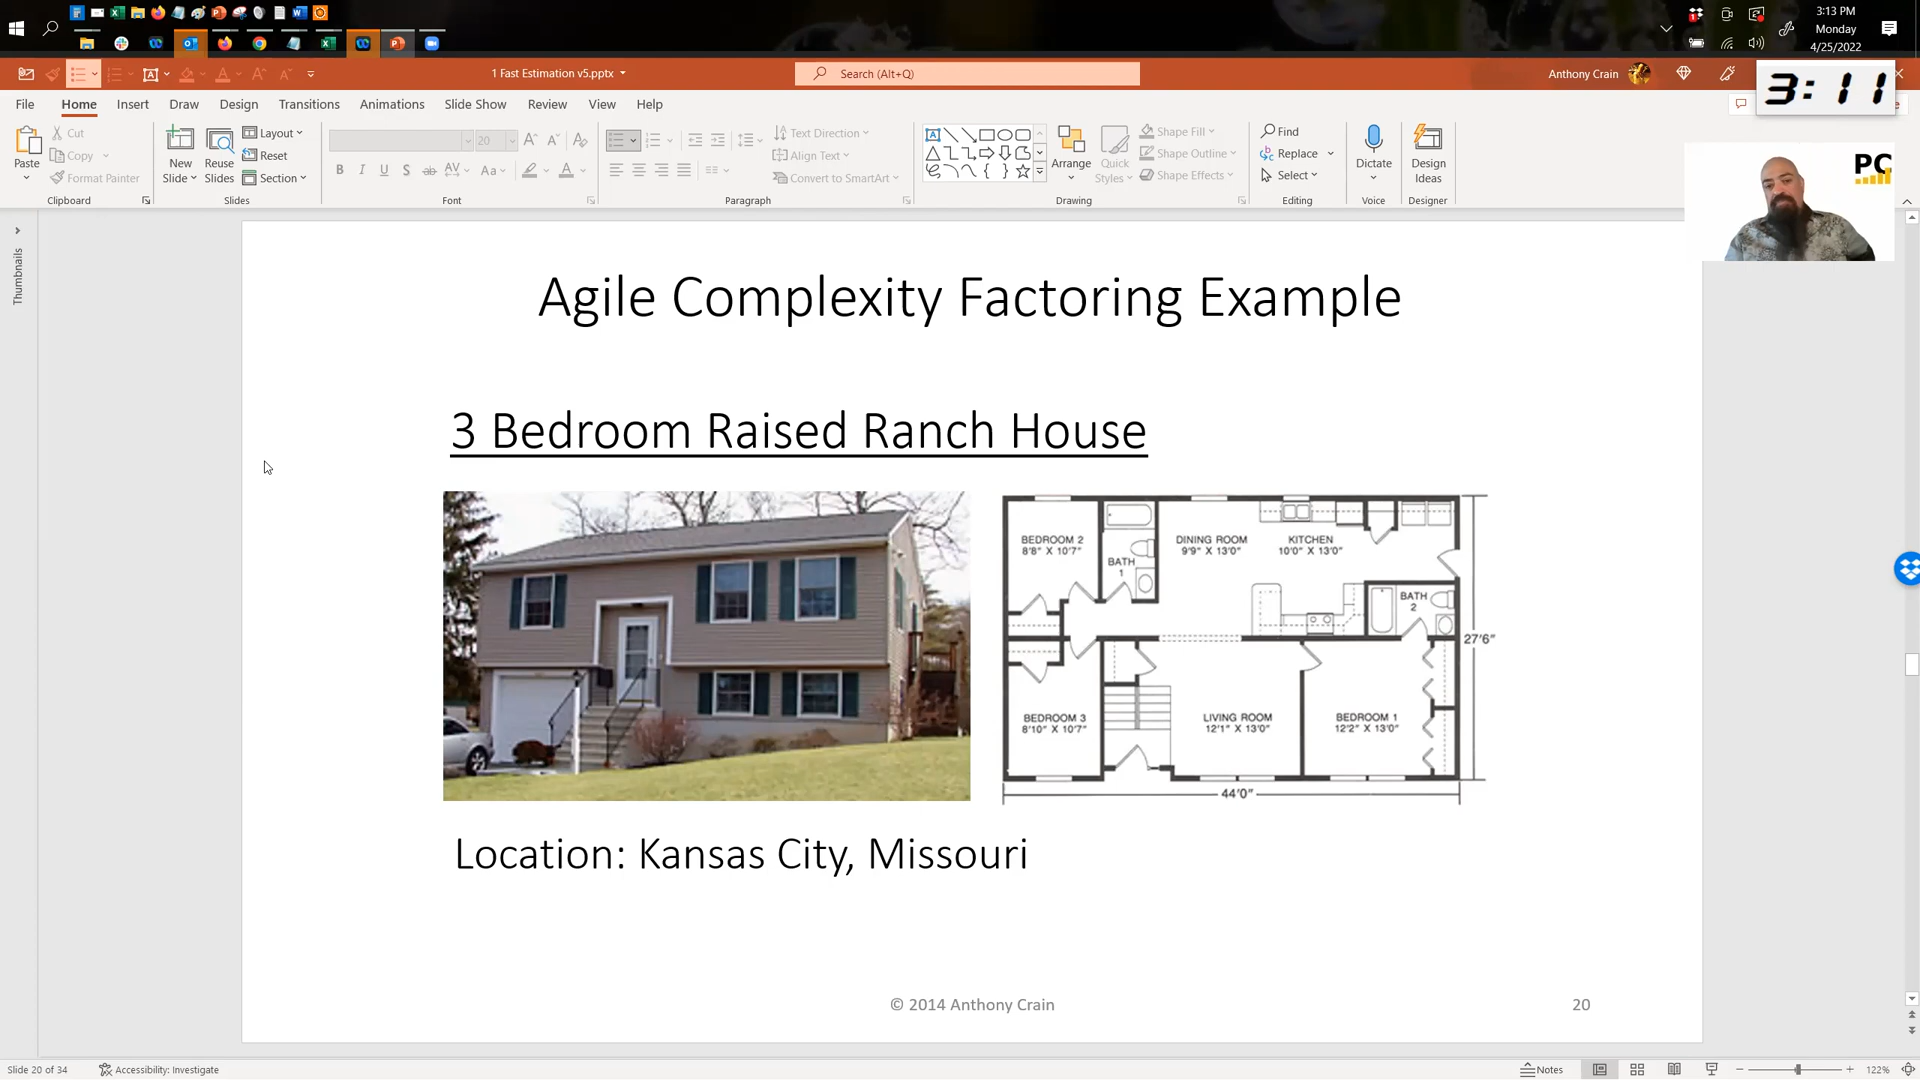 3:13 PM
Monday
4/25/2022
1 Fast Estimation v5.pptx
Search (Alt+Q)
Anthony Crain
3:11
File Home Insert Draw Design Transitions Animations Slide Show Review View Help
Paste
Cut
Copy
Format Painter
Clipboard
New
Slide
Reuse
Slides
Layout
Reset
Section
Slides
20
B I U S ab AV Aa A
Font
Text Direction
Align Text
Convert to SmartArt
Paragraph
Arrange
Quick
Styles
Shape Fill
Shape Outline
Shape Effects
Drawing
Find
Replace
Select
Editing
Dictate
Voice
Design
Ideas
Designer
PC
Thumbnails
Agile Complexity Factoring Example
3 Bedroom Raised Ranch House
BEDROOM 2
8'8" X 10'7"
BATH
1
DINING ROOM
9'9" X 13'0"
KITCHEN
10'0" X 13'0"
BATH
2
27'6"
BEDROOM 3
8'10" X 10'7"
LIVING ROOM
12'1" X 13'0"
BEDROOM 1
12'2" X 13'0"
44'0"
Location: Kansas City, Missouri
© 2014 Anthony Crain
20
Slide 20 of 34
Accessibility: Investigate
Notes
122%